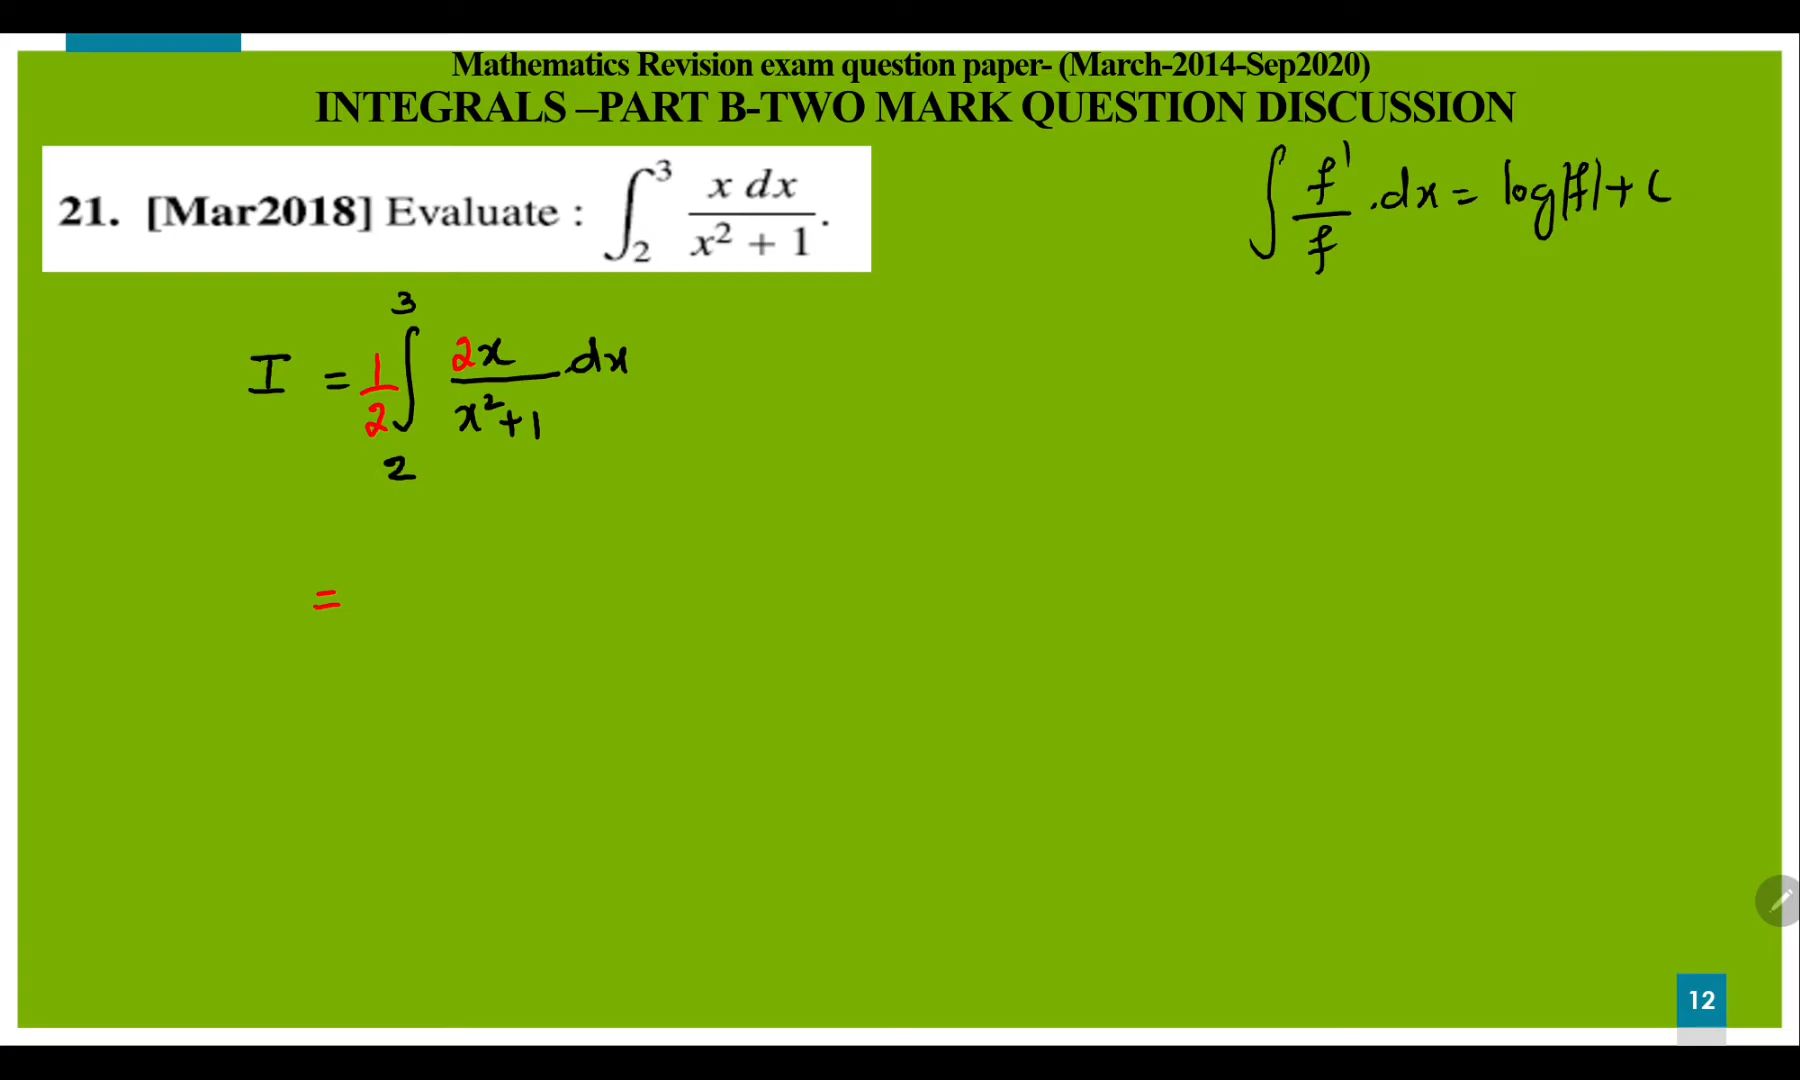 Mathematics Revision exam question paper- (March-2014-Sep2020)
INTEGRALS –PART B-TWO MARK QUESTION DISCUSSION
21. [Mar2018] Evaluate : ∫₂³ x dx / (x² + 1).
∫ f'/f .dx = log|f| + C
I = 1/2 ∫₂³ 2x/(x²+1) .dx
=
12